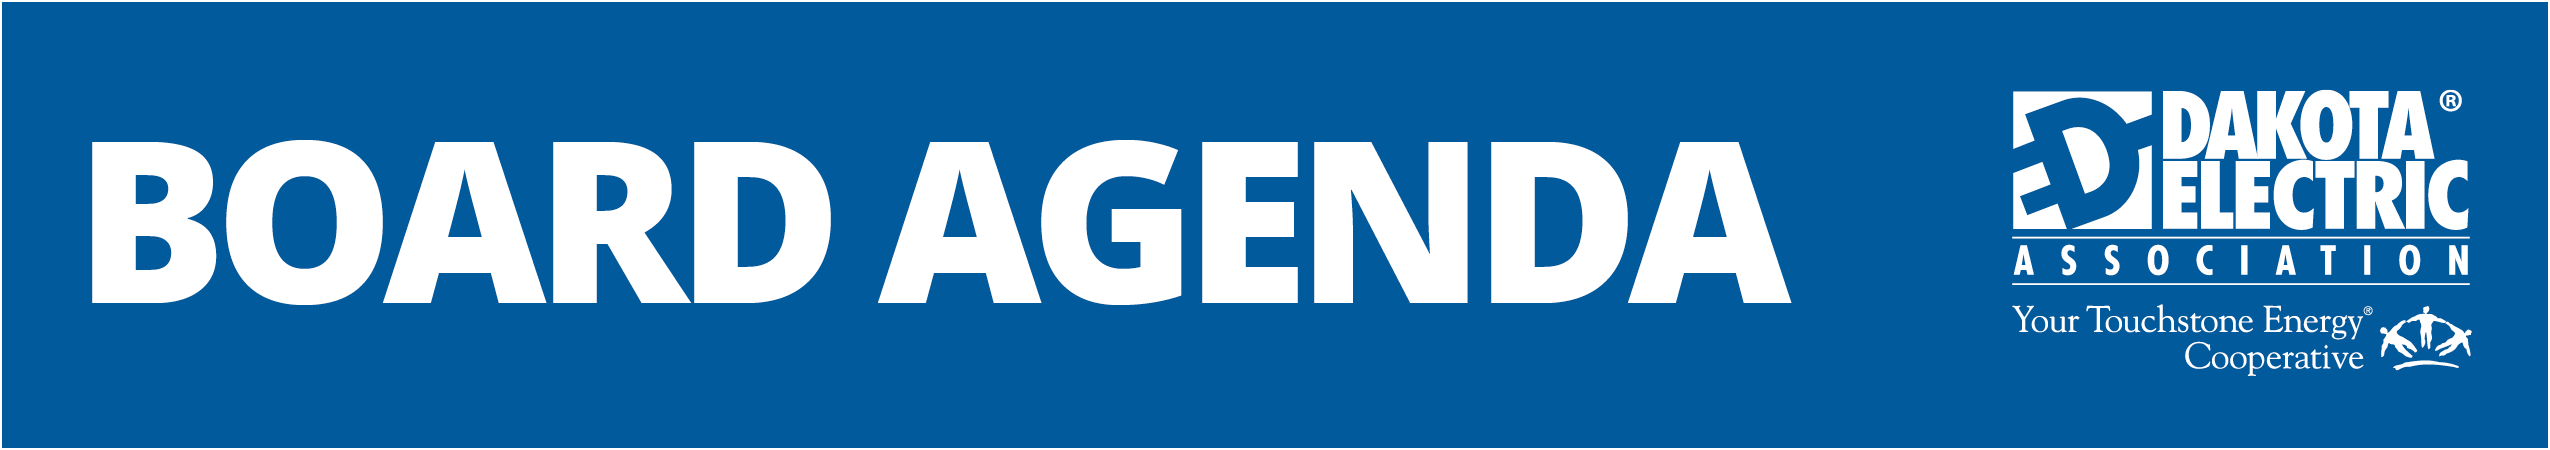 BOARD AGENDA
DAKOTA®
ELECTRIC
ASSOCIATION
Your Touchstone Energy®
Cooperative